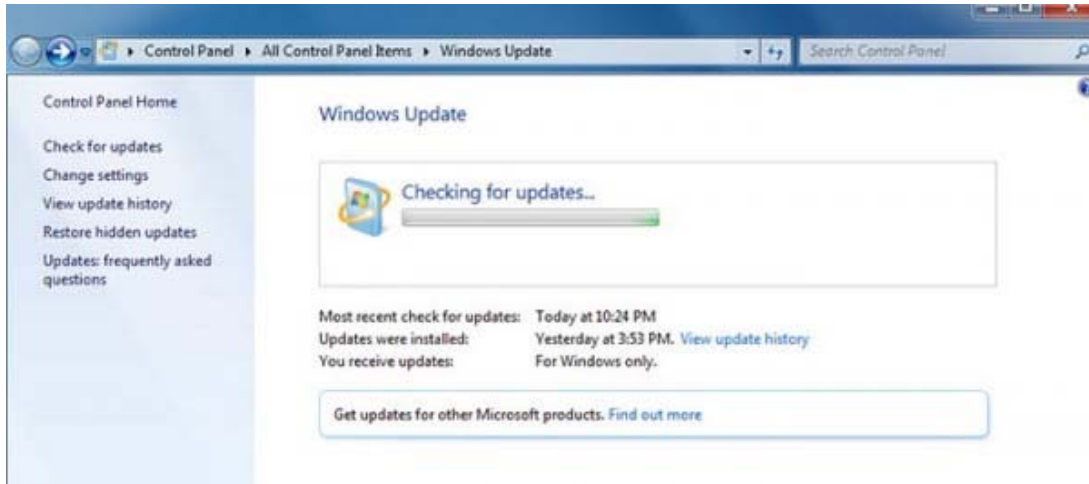 Control Panel ▸ All Control Panel Items ▸ Windows Update
Search Control Panel
Control Panel Home
Check for updates
Change settings
View update history
Restore hidden updates
Updates: frequently asked
questions
Windows Update
Checking for updates...
Most recent check for updates: Today at 10:24 PM
Updates were installed: Yesterday at 3:53 PM. View update history
You receive updates: For Windows only.
Get updates for other Microsoft products. Find out more